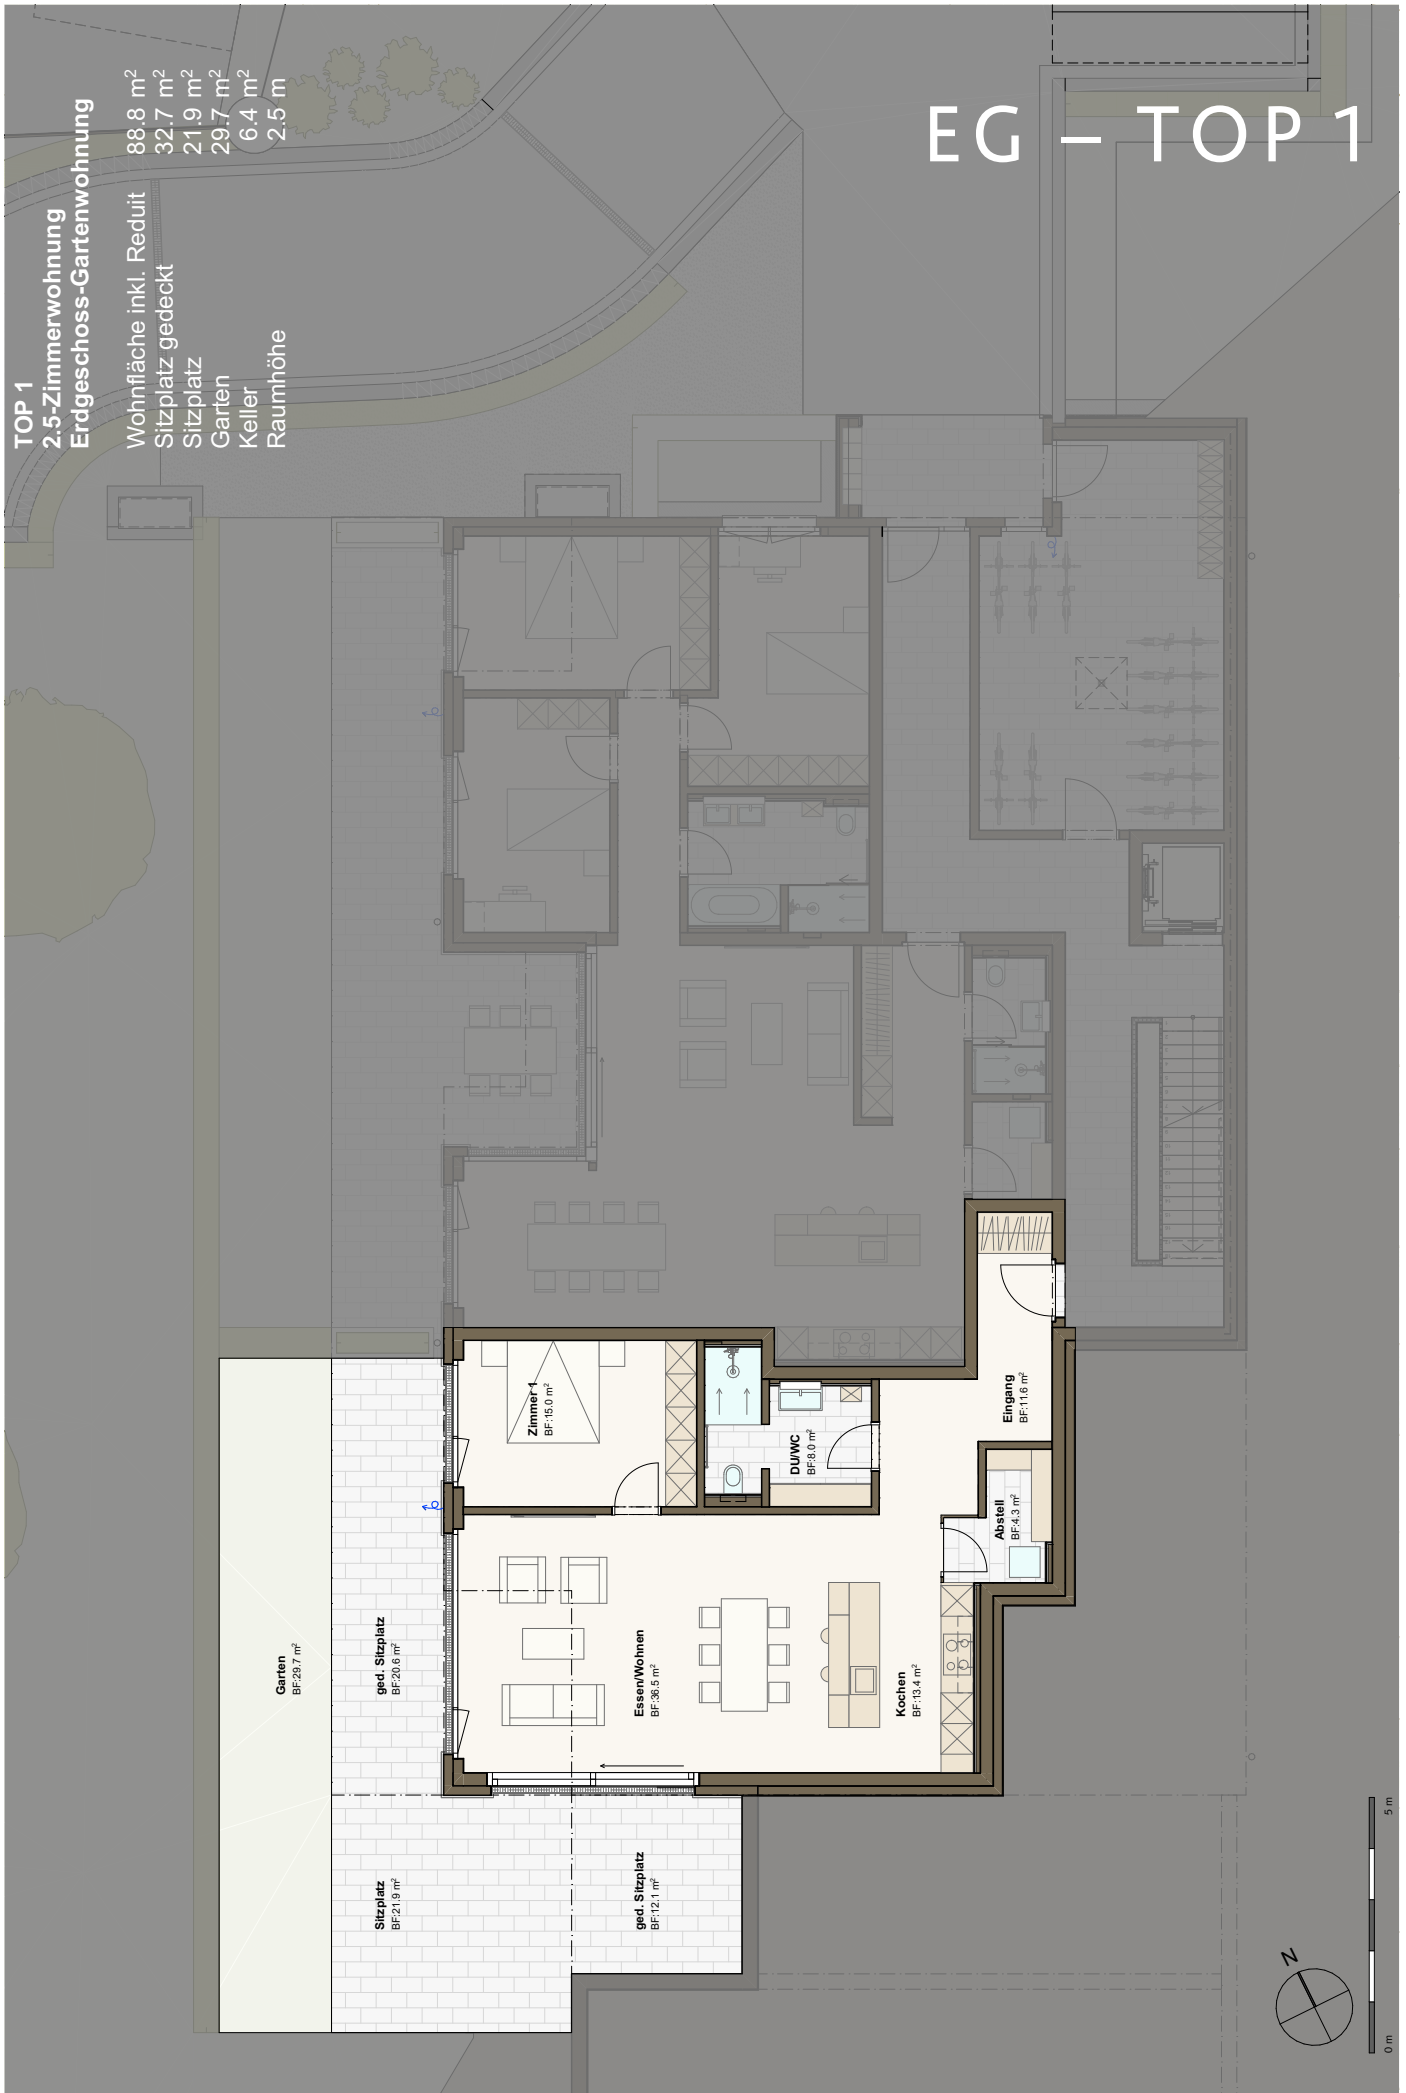 EG – TOP 1
TOP 1
2.5-Zimmerwohnung
Erdgeschoss-Gartenwohnung
Wohnfläche inkl. Reduit 88.8 m²
Sitzplatz gedeckt 32.7 m²
Sitzplatz 21.9 m²
Garten 29.7 m²
Keller 6.4 m²
Raumhöhe 2.5 m
Zimmer 1
BF:15.0 m²
DU/WC
BF:8.0 m²
Eingang
BF:11.6 m²
Abstell
BF:4.3 m²
Garten
BF:29.7 m²
ged. Sitzplatz
BF:20.6 m²
Essen/Wohnen
BF:36.5 m²
Kochen
BF:13.4 m²
Sitzplatz
BF:21.9 m²
ged. Sitzplatz
BF:12.1 m²
N
0 m
5 m